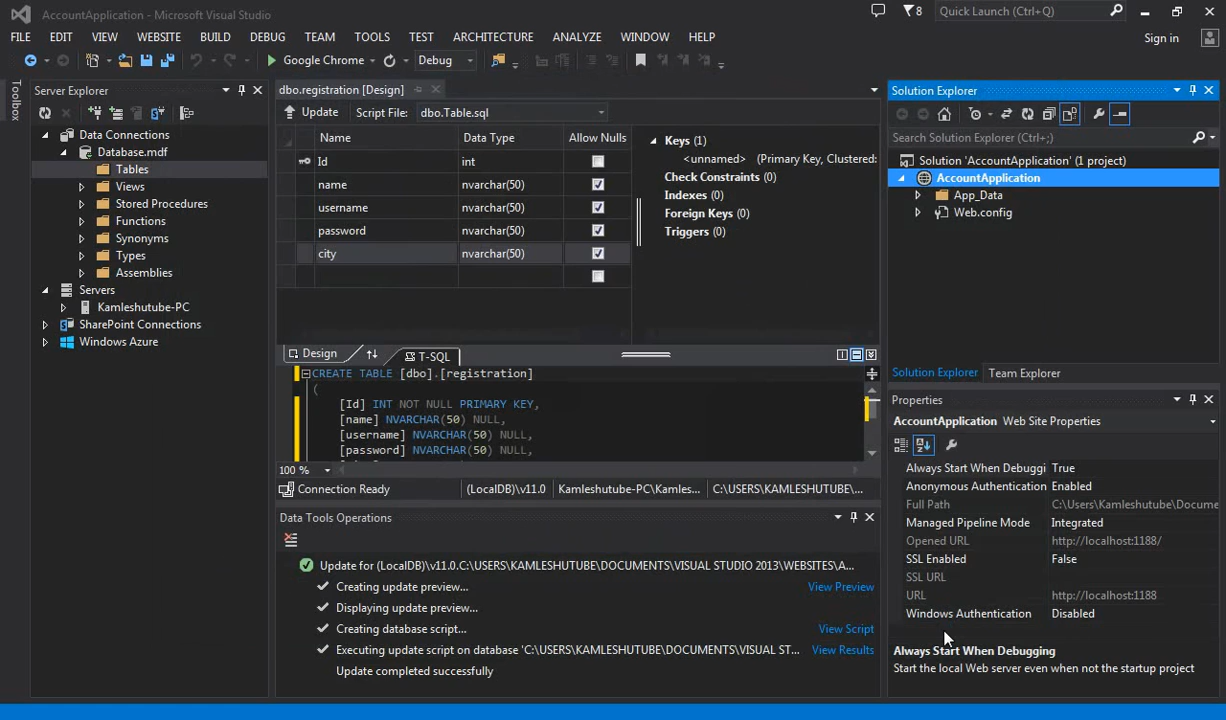 AccountApplication - Microsoft Visual Studio
8
Quick Launch (Ctrl+Q)
FILE EDIT VIEW WEBSITE BUILD DEBUG TEAM TOOLS TEST ARCHITECTURE ANALYZE WINDOW HELP
Sign in
Google Chrome
Debug
Toolbox
Server Explorer
Data Connections
Database.mdf
Tables
Views
Stored Procedures
Functions
Synonyms
Types
Assemblies
Servers
Kamleshutube-PC
SharePoint Connections
Windows Azure
dbo.registration [Design]
Update Script File: dbo.Table.sql
Name Data Type Allow Nulls
Id int
name nvarchar(50)
username nvarchar(50)
password nvarchar(50)
city nvarchar(50)
Keys (1)
<unnamed> (Primary Key, Clustered:
Check Constraints (0)
Indexes (0)
Foreign Keys (0)
Triggers (0)
Design T-SQL
CREATE TABLE [dbo].[registration]
(
[Id] INT NOT NULL PRIMARY KEY,
[name] NVARCHAR(50) NULL,
[username] NVARCHAR(50) NULL,
[password] NVARCHAR(50) NULL,
100 %
Connection Ready (LocalDB)\v11.0 Kamleshutube-PC\Kamles... C:\USERS\KAMLESHUTUBE\...
Data Tools Operations
Update for (LocalDB)\v11.0.C:\USERS\KAMLESHUTUBE\DOCUMENTS\VISUAL STUDIO 2013\WEBSITES\A...
Creating update preview... View Preview
Displaying update preview...
Creating database script... View Script
Executing update script on database 'C:\USERS\KAMLESHUTUBE\DOCUMENTS\VISUAL ST... View Results
Update completed successfully
Solution Explorer
Search Solution Explorer (Ctrl+;)
Solution 'AccountApplication' (1 project)
AccountApplication
App_Data
Web.config
Solution Explorer Team Explorer
Properties
AccountApplication Web Site Properties
Always Start When Debuggi True
Anonymous Authentication Enabled
Full Path C:\Users\Kamleshutube\Docume
Managed Pipeline Mode Integrated
Opened URL http://localhost:1188/
SSL Enabled False
SSL URL
URL http://localhost:1188
Windows Authentication Disabled
Always Start When Debugging
Start the local Web server even when not the startup project